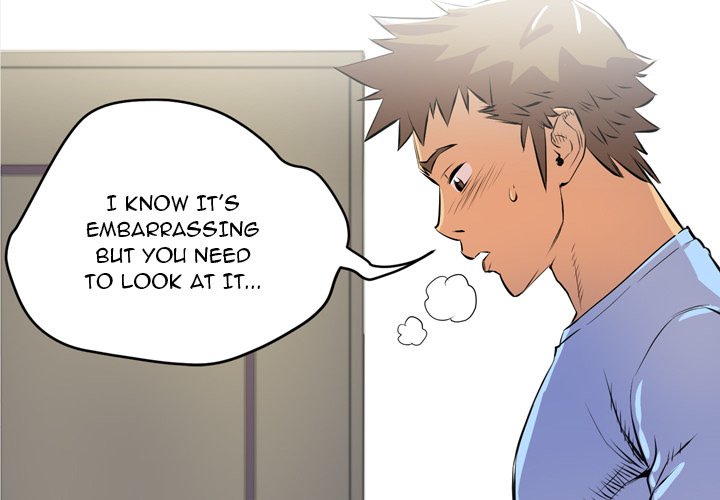 I KNOW IT'S
EMBARRASSING
BUT YOU NEED
TO LOOK AT IT...